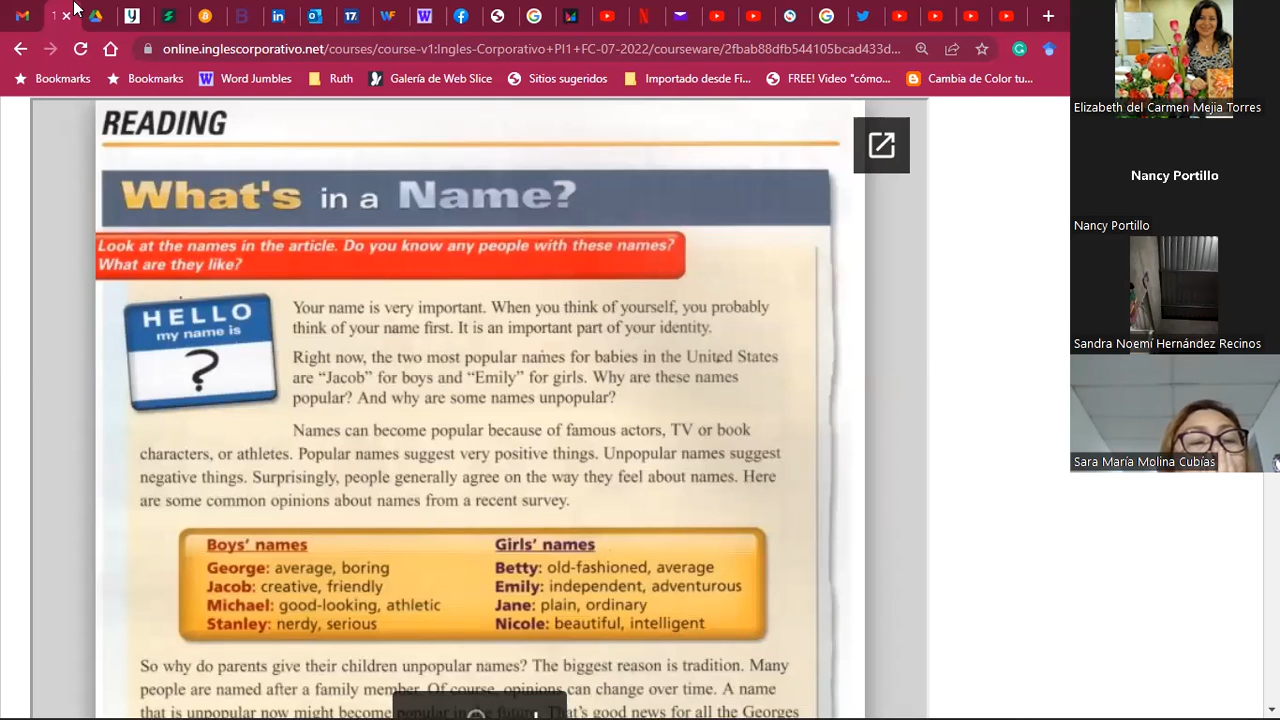 1
17
online.inglescorporativo.net/courses/course-v1:Ingles-Corporativo+PI1+FC-07-2022/courseware/2fbab88dfb544105bcad433d...
Bookmarks Bookmarks Word Jumbles Ruth Galería de Web Slice Sitios sugeridos Importado desde Fi... FREE! Video "cómo... Cambia de Color tu...
READING
What's in a Name?
Look at the names in the article. Do you know any people with these names?
What are they like?
HELLO
my name is
?
Your name is very important. When you think of yourself, you probably
think of your name first. It is an important part of your identity.
Right now, the two most popular names for babies in the United States
are "Jacob" for boys and "Emily" for girls. Why are these names
popular? And why are some names unpopular?
Names can become popular because of famous actors, TV or book
characters, or athletes. Popular names suggest very positive things. Unpopular names suggest
negative things. Surprisingly, people generally agree on the way they feel about names. Here
are some common opinions about names from a recent survey.
Boys' names
George: average, boring
Jacob: creative, friendly
Michael: good-looking, athletic
Stanley: nerdy, serious
Girls' names
Betty: old-fashioned, average
Emily: independent, adventurous
Jane: plain, ordinary
Nicole: beautiful, intelligent
So why do parents give their children unpopular names? The biggest reason is tradition. Many
people are named after a family member. Of course, opinions can change over time. A name
that is unpopular now might become popular in the future. That's good news for all the Georges
Elizabeth del Carmen Mejia Torres
Nancy Portillo
Nancy Portillo
Sandra Noemí Hernández Recinos
Sara María Molina Cubías